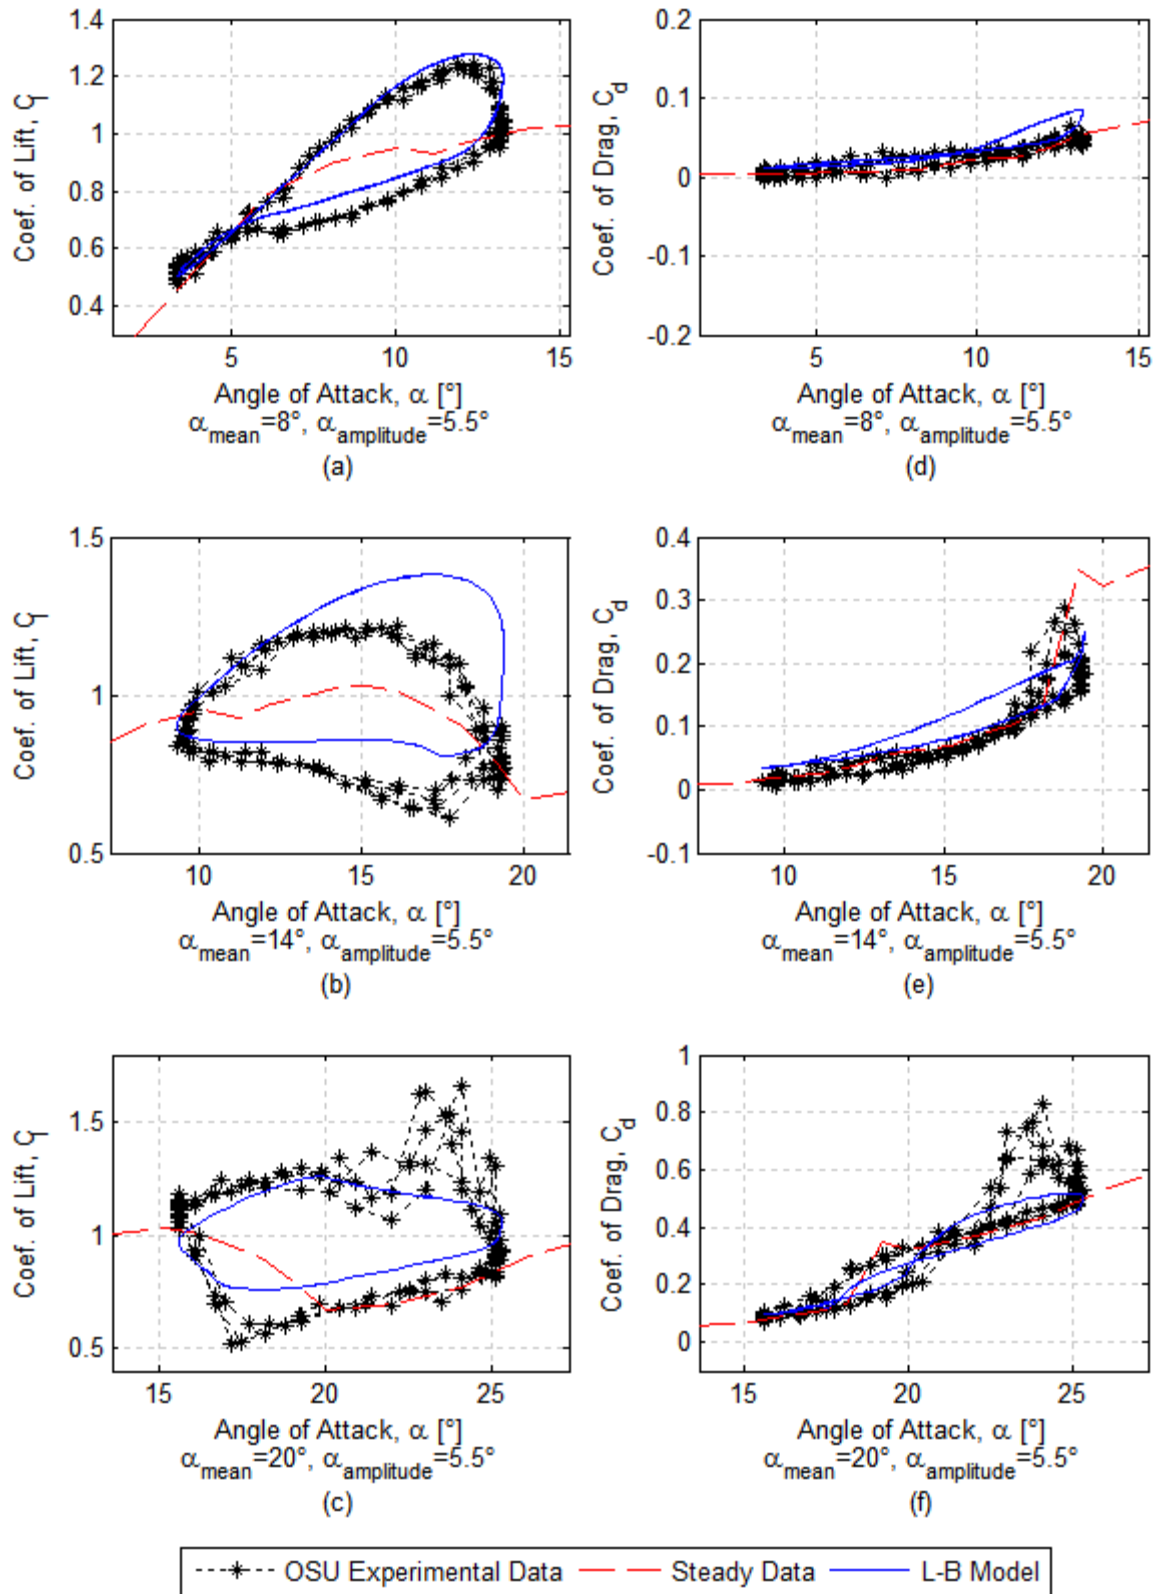 1.4
1.2
1
0.8
0.6
0.4
Coef. of Lift, Cl
5 10 15
Angle of Attack, α [°]
αmean=8°, αamplitude=5.5°
(a)
0.2
0.1
0
-0.1
-0.2
Coef. of Drag, Cd
5 10 15
Angle of Attack, α [°]
αmean=8°, αamplitude=5.5°
(d)
1.5
1
0.5
Coef. of Lift, Cl
10 15 20
Angle of Attack, α [°]
αmean=14°, αamplitude=5.5°
(b)
0.4
0.3
0.2
0.1
0
-0.1
Coef. of Drag, Cd
10 15 20
Angle of Attack, α [°]
αmean=14°, αamplitude=5.5°
(e)
1.5
1
0.5
Coef. of Lift, Cl
15 20 25
Angle of Attack, α [°]
αmean=20°, αamplitude=5.5°
(c)
1
0.8
0.6
0.4
0.2
0
Coef. of Drag, Cd
15 20 25
Angle of Attack, α [°]
αmean=20°, αamplitude=5.5°
(f)
OSU Experimental Data Steady Data L-B Model